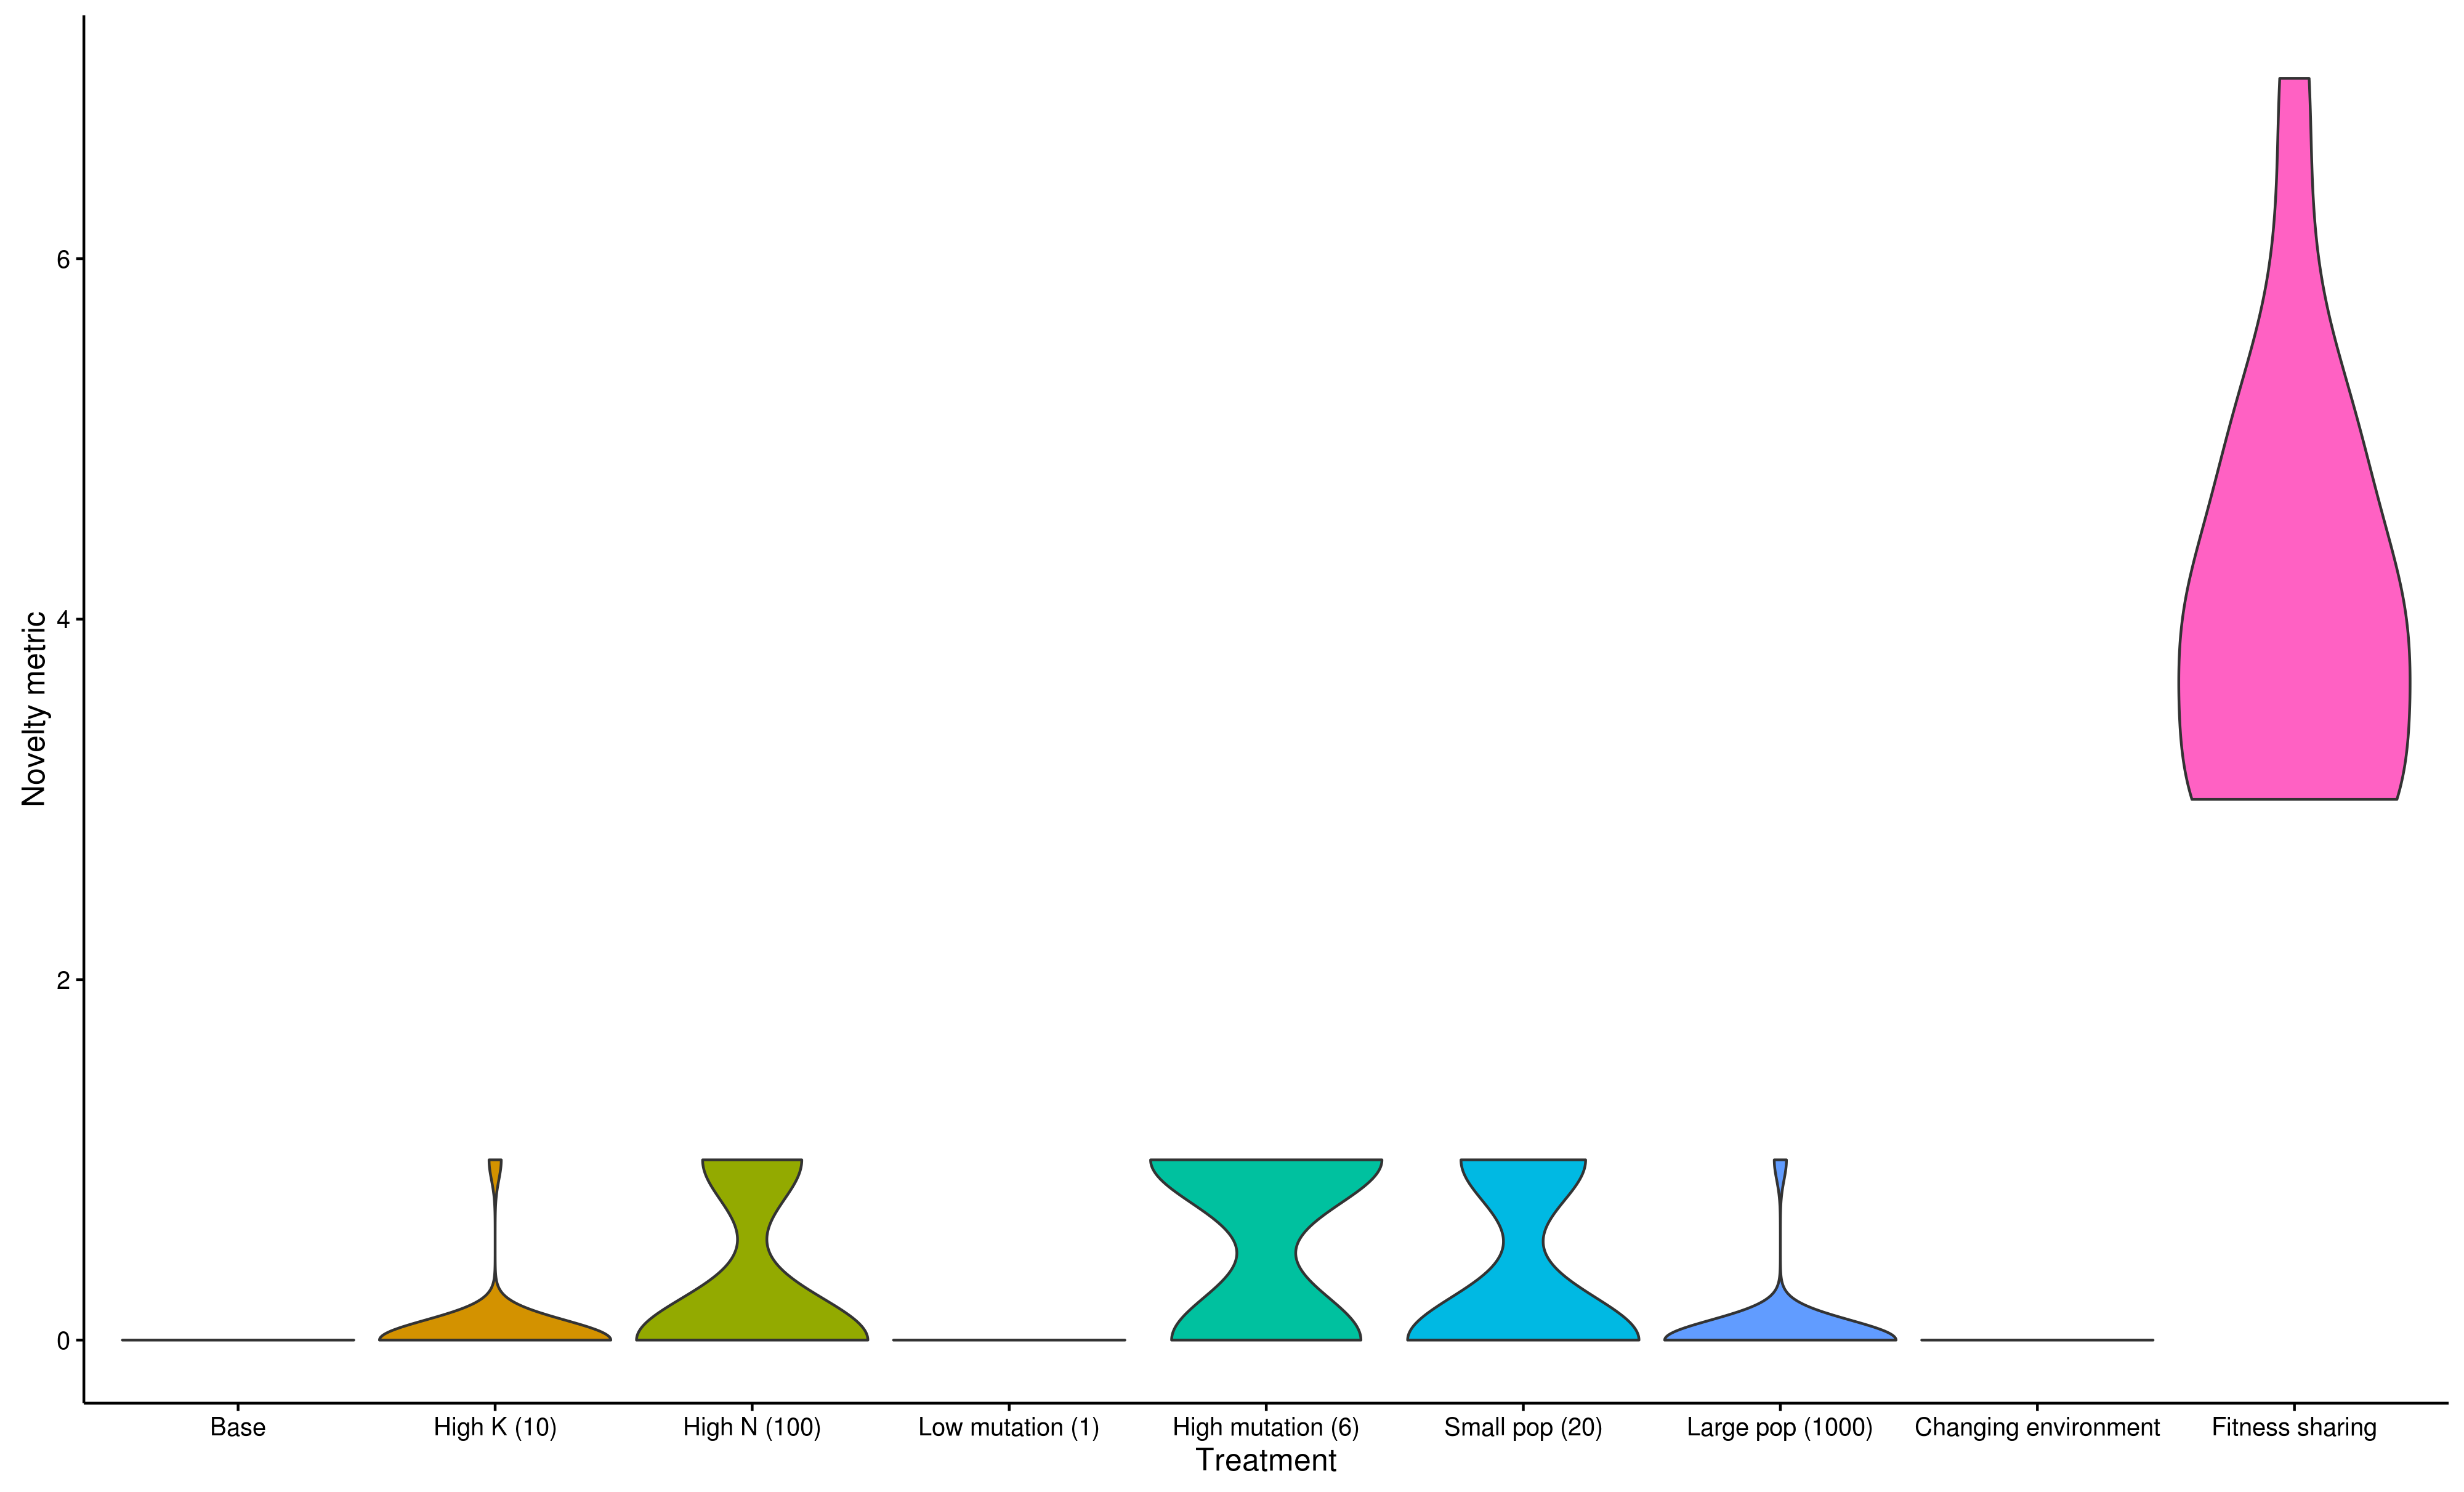 Novelty metric
6
4
2
0
Base High K (10) High N (100) Low mutation (1) High mutation (6) Small pop (20) Large pop (1000) Changing environment Fitness sharing
Treatment